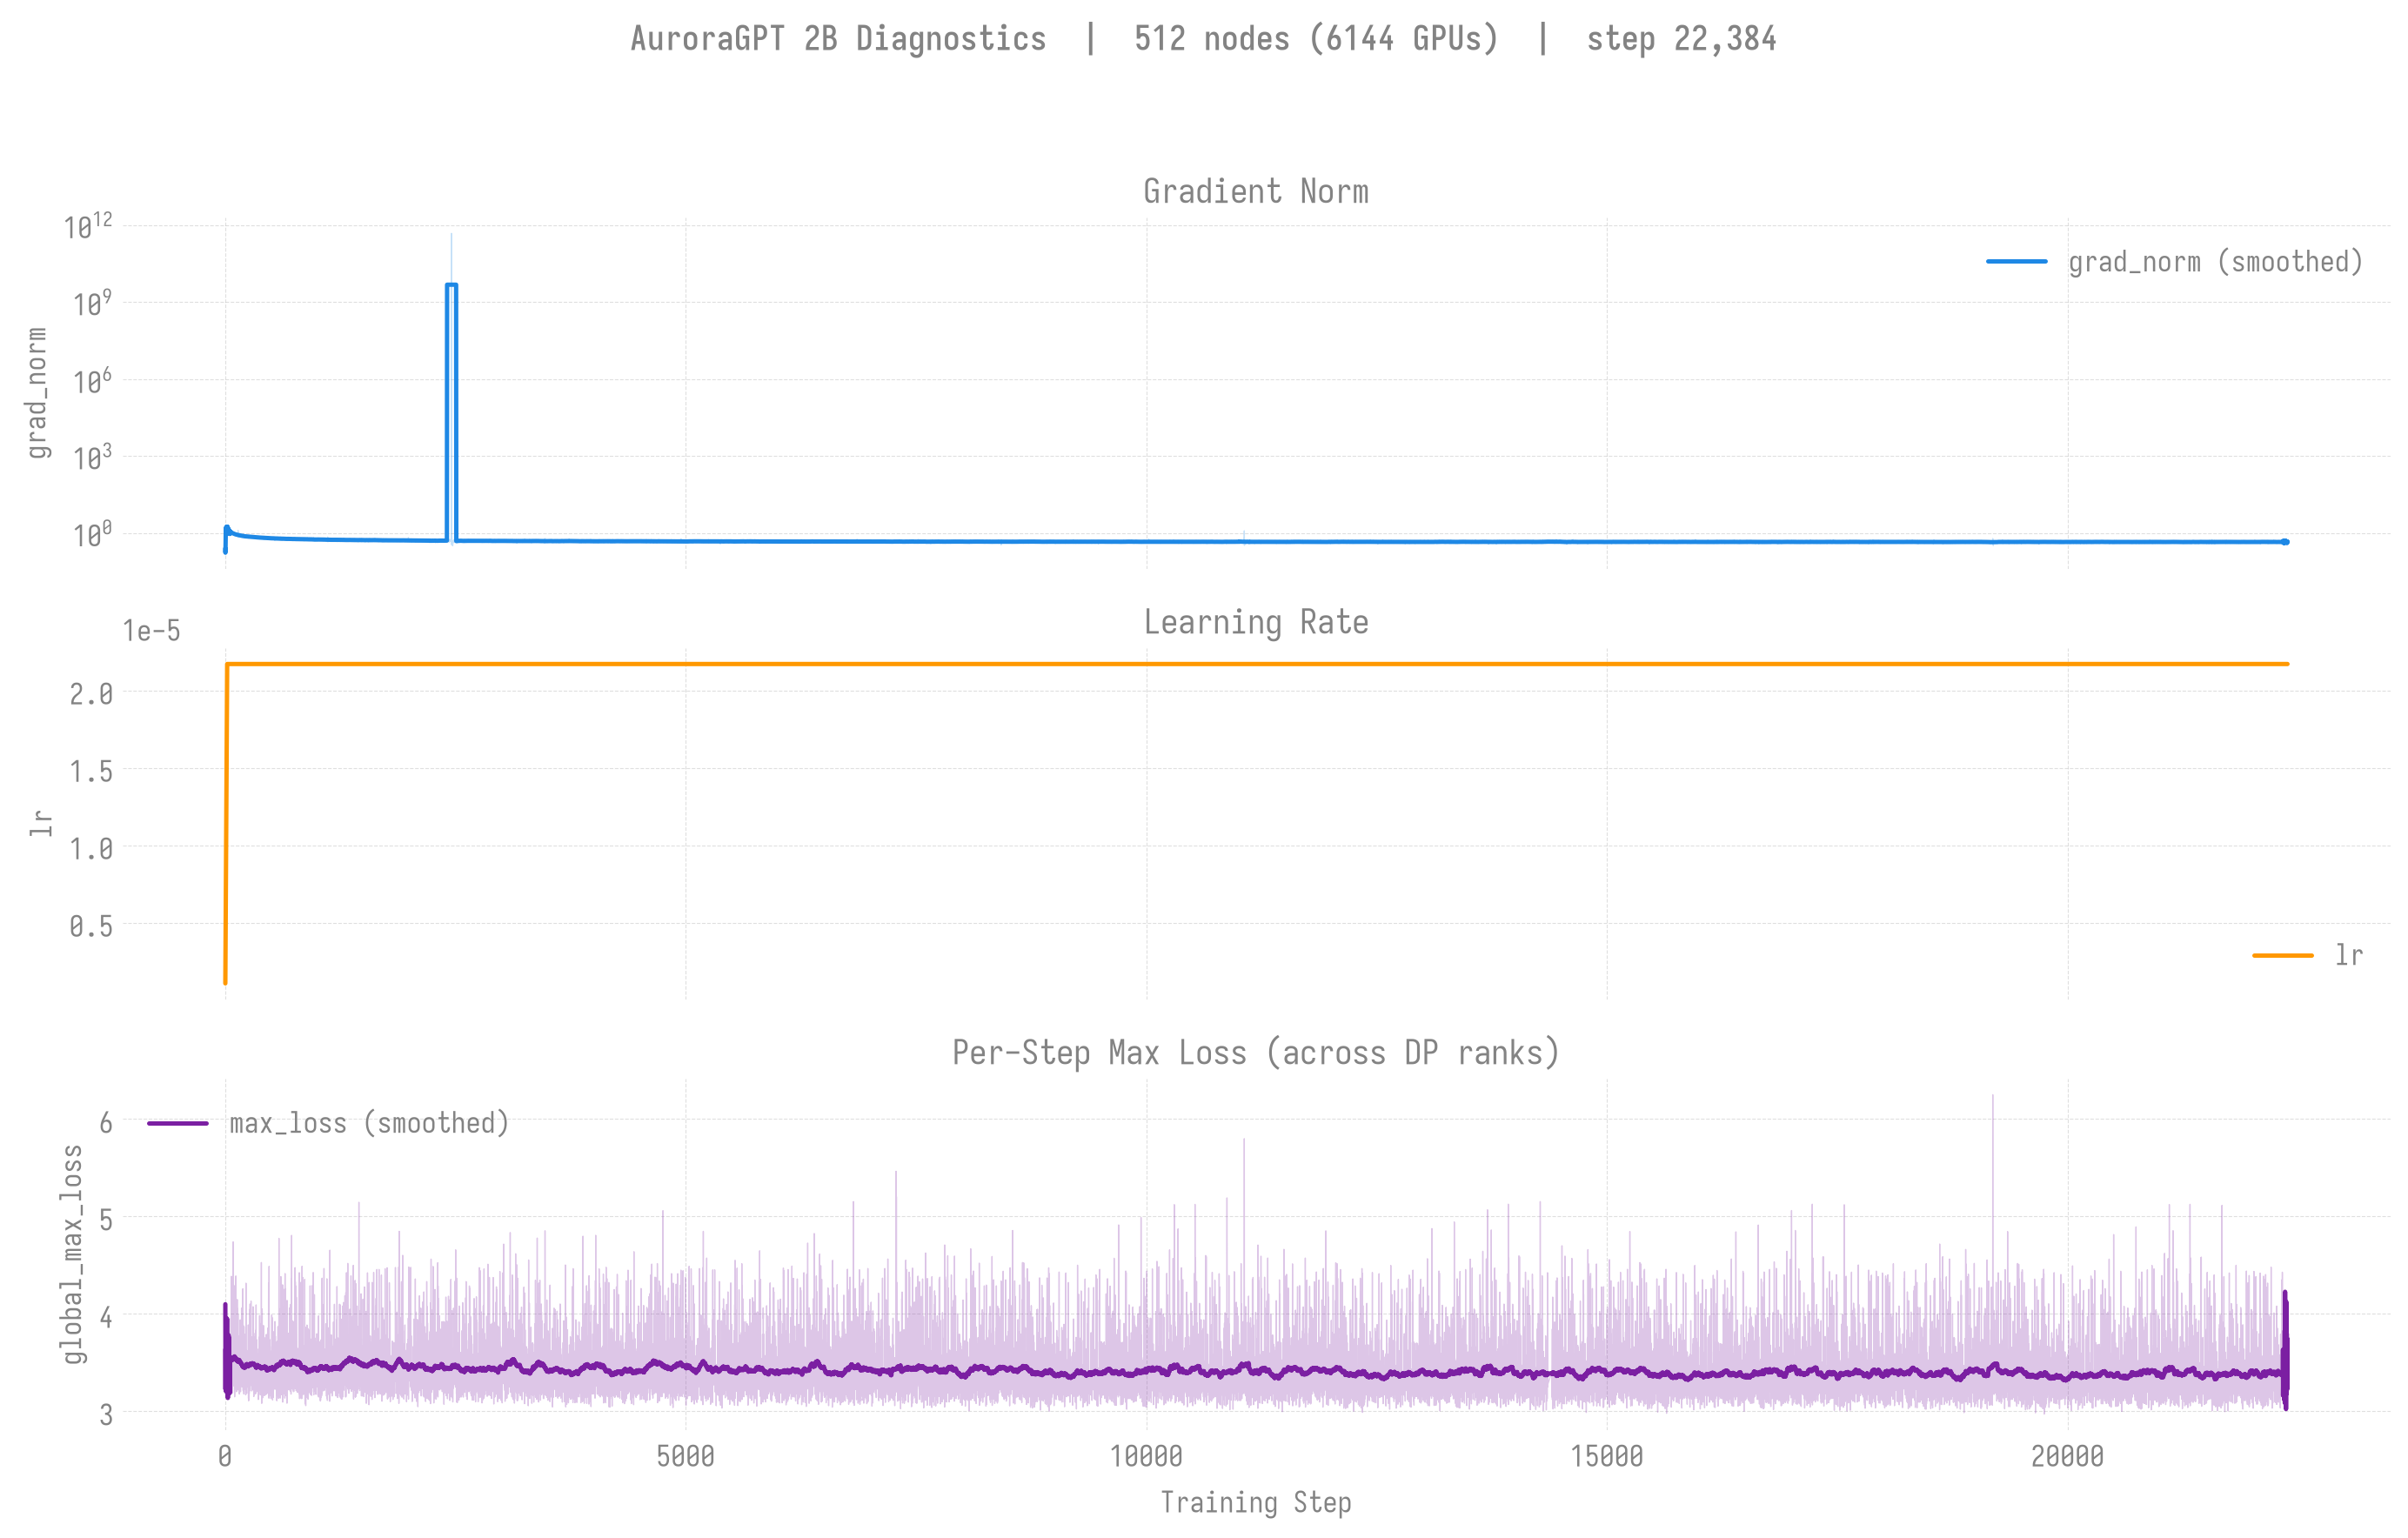 AuroraGPT 2B Diagnostics | 512 nodes (6144 GPUs) | step 22,384
Gradient Norm
10¹²
10⁹
10⁶
10³
10⁰
grad_norm
grad_norm (smoothed)
Learning Rate
1e-5
2.0
1.5
1.0
0.5
lr
lr
Per-Step Max Loss (across DP ranks)
6
5
4
3
global_max_loss
max_loss (smoothed)
0 5000 10000 15000 20000
Training Step